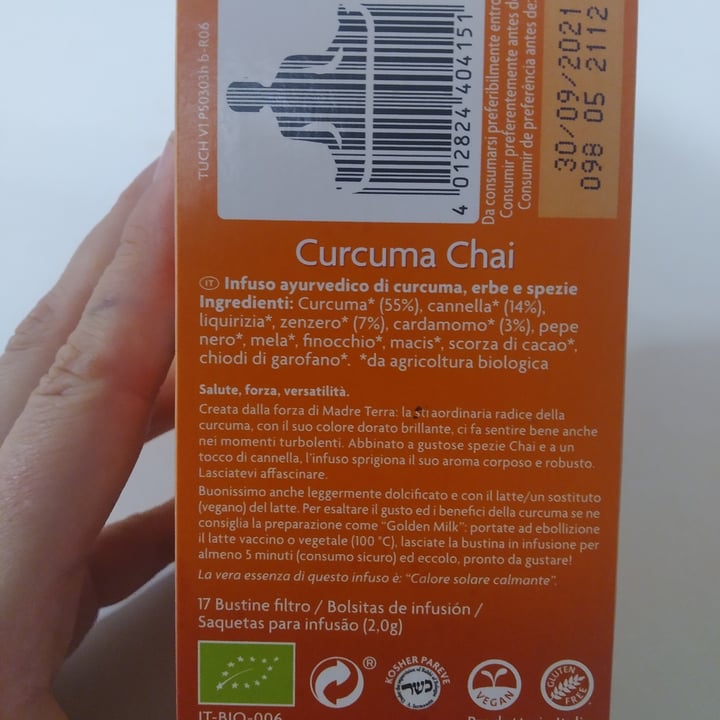 TUCH V1 P50303h b-R06
4 012824 404151
Da consumarsi preferibilmente entro
Consumir preferentemente antes de
Consumir de preferência antes de:
30/09/2021
098 05 2112
Curcuma Chai
IT Infuso ayurvedico di curcuma, erbe e spezie
Ingredienti: Curcuma* (55%), cannella* (14%),
liquirizia*, zenzero* (7%), cardamomo* (3%), pepe
nero*, mela*, finocchio*, macis*, scorza di cacao*,
chiodi di garofano*. *da agricoltura biologica
Salute, forza, versatilità.
Creata dalla forza di Madre Terra: la straordinaria radice della
curcuma, con il suo colore dorato brillante, ci fa sentire bene anche
nei momenti turbolenti. Abbinato a gustose spezie Chai e a un
tocco di cannella, l'infuso sprigiona il suo aroma corposo e robusto.
Lasciatevi affascinare.
Buonissimo anche leggermente dolcificato e con il latte/un sostituto
(vegano) del latte. Per esaltare il gusto ed i benefici della curcuma se ne
consiglia la preparazione come "Golden Milk": portate ad ebollizione
il latte vaccino o vegetale (100 °C), lasciate la bustina in infusione per
almeno 5 minuti (consumo sicuro) ed eccolo, pronto da gustare!
La vera essenza di questo infuso è: "Calore solare calmante".
17 Bustine filtro / Bolsitas de infusión /
Saquetas para infusão (2,0g)
®
KOSHER PAREVE
כשר
VEGAN
GLUTEN FREE
IT-BIO-006